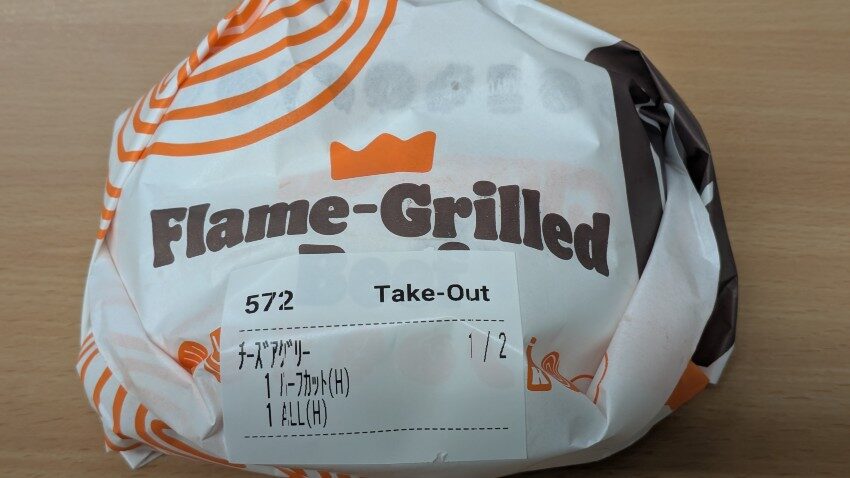 Flame-Grilled
Beef
572 Take-Out
ﾁｰｽﾞｱｸﾞﾘｰ 1 / 2
1 ﾊｰﾌｶｯﾄ(H)
1 ALL(H)